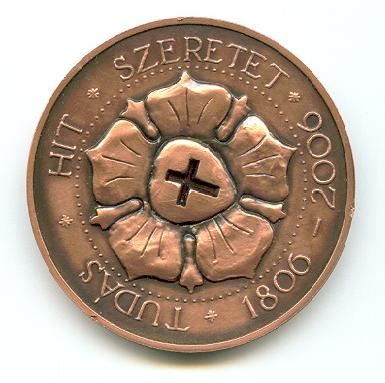 TUDÁS * HIT * SZERETET * 1806 – 2006 *